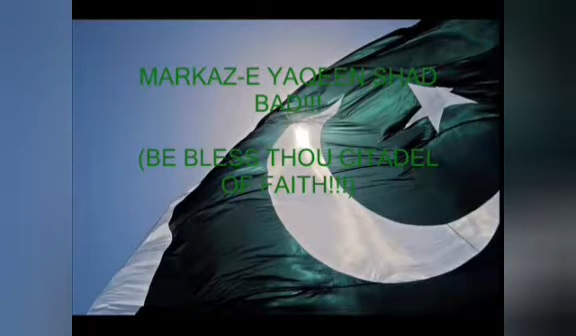 MARKAZ-E YAQEEN SHAD
BAD!!!
(BE BLESS THOU CITADEL
OF FAITH!!!)